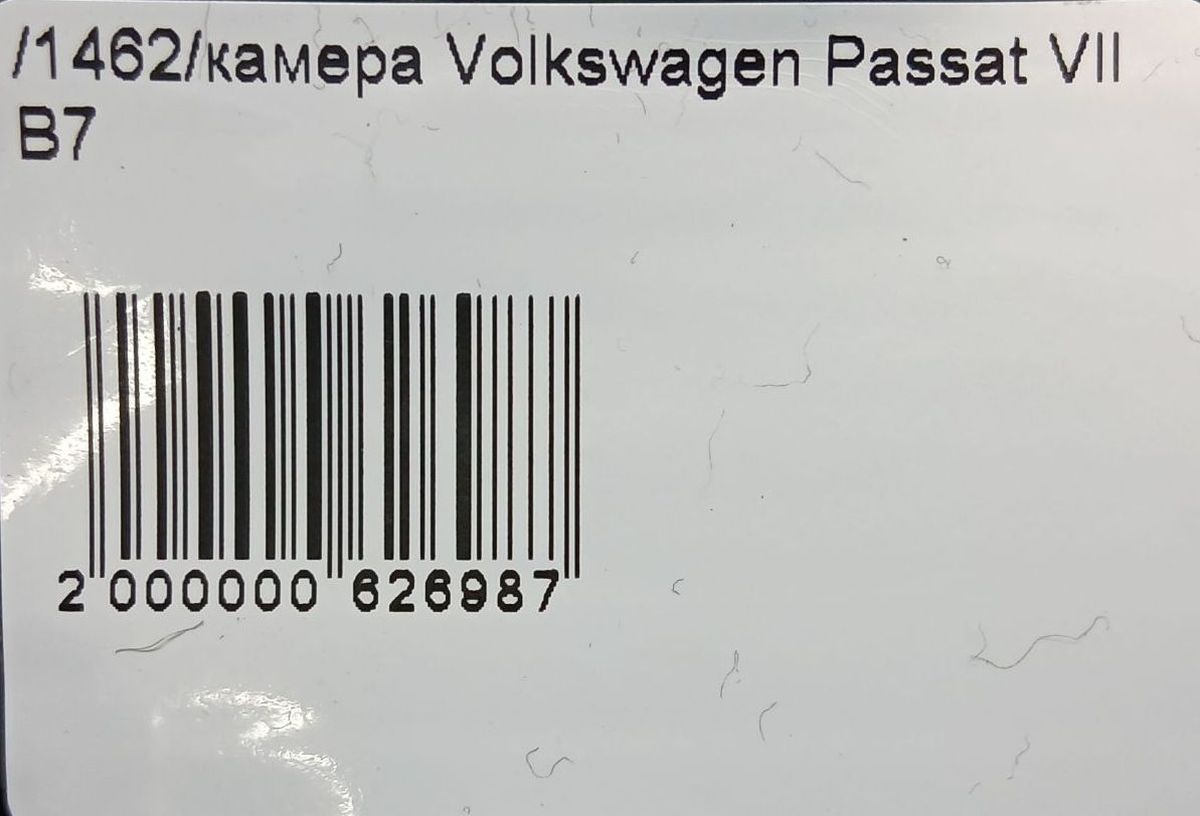 /1462/камера Volkswagen Passat VII
B7
2 000000 626987